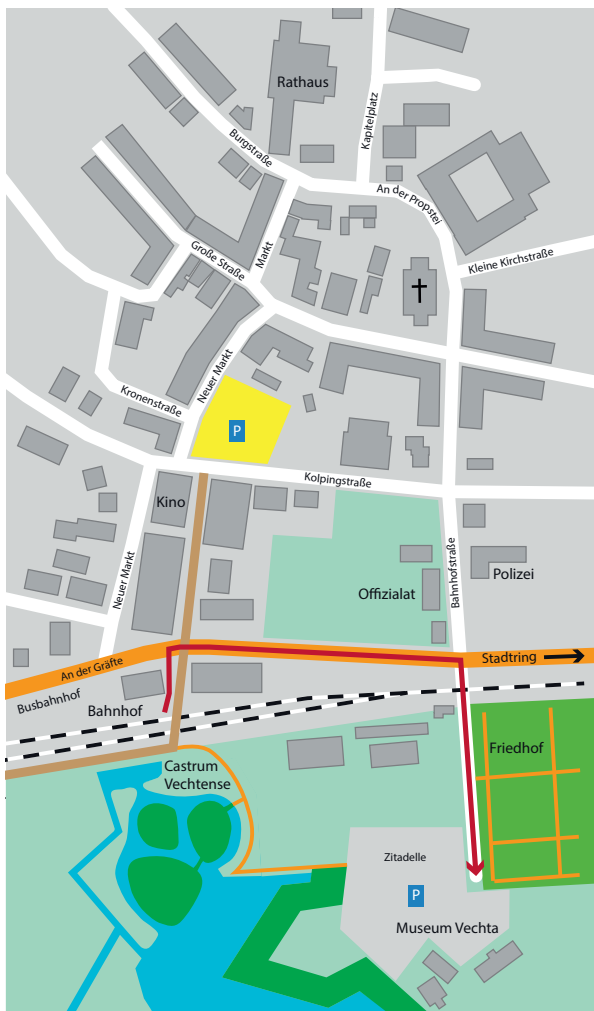 Rathaus
Kapitelplatz
Burgstraße
An der Propstei
Große Straße
Markt
Kleine Kirchstraße
Neuer Markt
Kronenstraße
P
Kolpingstraße
Kino
Neuer Markt
Bahnhofstraße
Polizei
Offizialat
An der Gräfte
Stadtring
Busbahnhof
Bahnhof
Friedhof
Castrum
Vechtense
Zitadelle
P
Museum Vechta